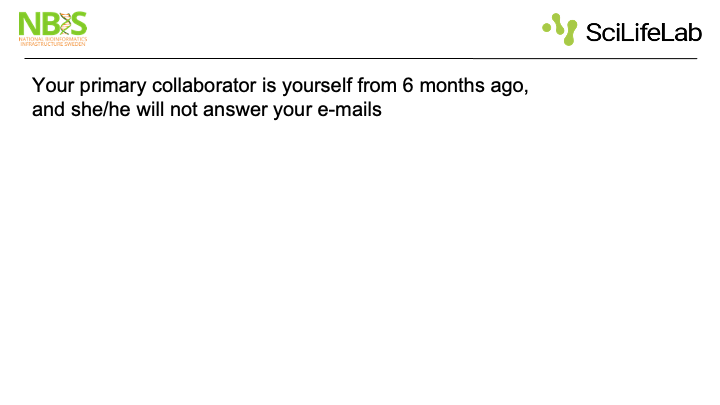 NBIS
NATIONAL BIOINFORMATICS
INFRASTRUCTURE SWEDEN
SciLifeLab
Your primary collaborator is yourself from 6 months ago,
and she/he will not answer your e-mails